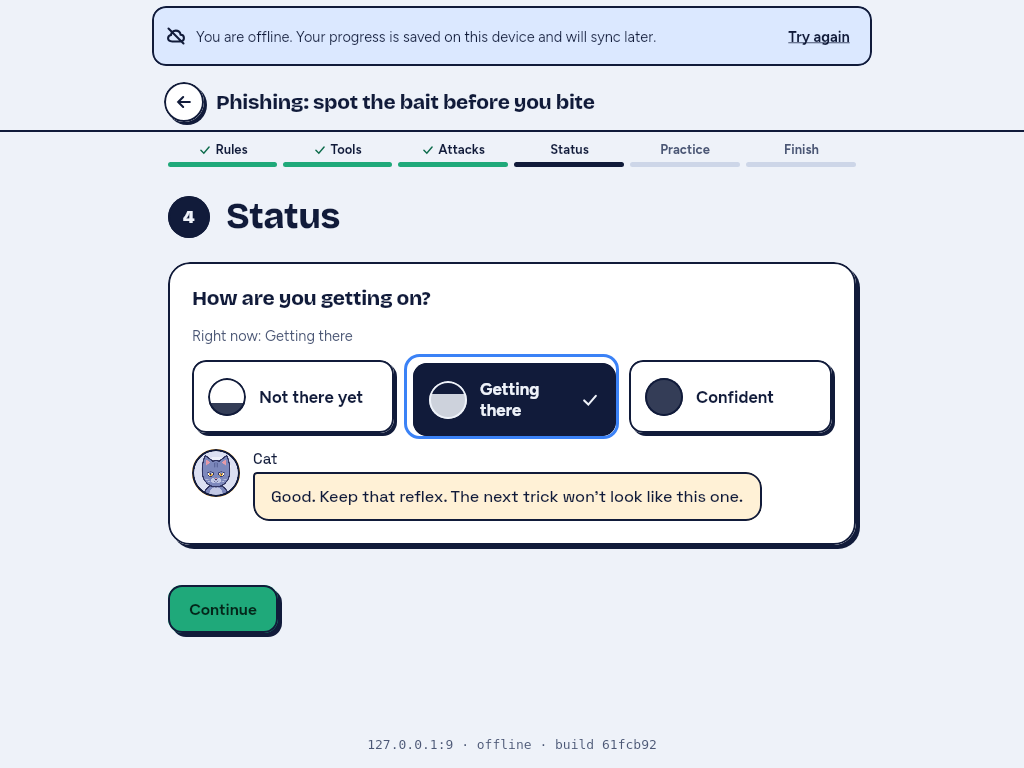 You are offline. Your progress is saved on this device and will sync later. Try again
Phishing: spot the bait before you bite
Rules Tools Attacks Status Practice Finish
4 Status
How are you getting on?
Right now: Getting there
Not there yet
Getting
there
Confident
Cat
Good. Keep that reflex. The next trick won’t look like this one.
Continue
127.0.0.1:9 · offline · build 61fcb92